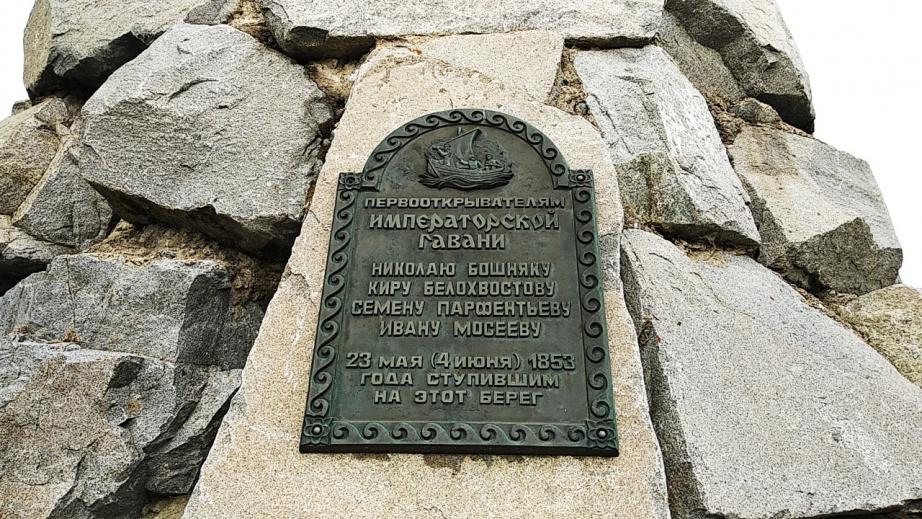 ПЕРВООТКРЫВАТЕЛЯМ
ИМПЕРАТОРСКОЙ
ГАВАНИ
НИКОЛАЮ БОШНЯКУ
КИРУ БЕЛОХВОСТОВУ
СЕМЕНУ ПАРФЕНТЬЕВУ
ИВАНУ МОСЕЕВУ
23 МАЯ (4 ИЮНЯ) 1853
ГОДА СТУПИВШИМ
НА ЭТОТ БЕРЕГ